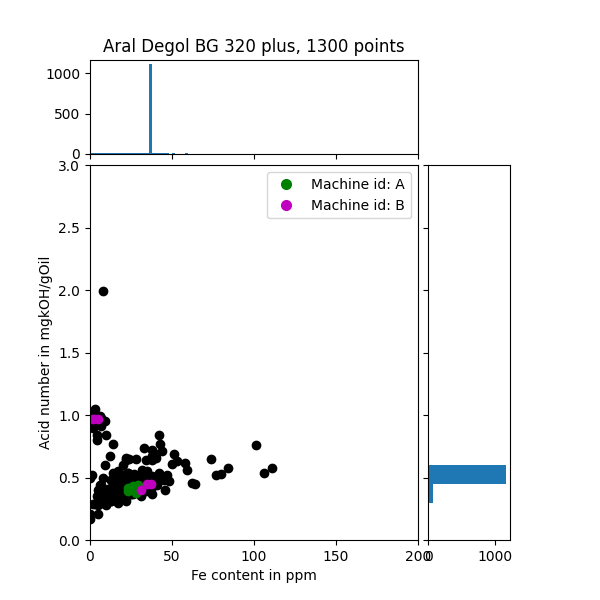 Aral Degol BG 320 plus, 1300 points
1000
500
0
3.0
2.5
2.0
1.5
1.0
0.5
0.0
Acid number in mgkOH/gOil
Machine id: A
Machine id: B
0 50 100 150 200
0 1000
Fe content in ppm